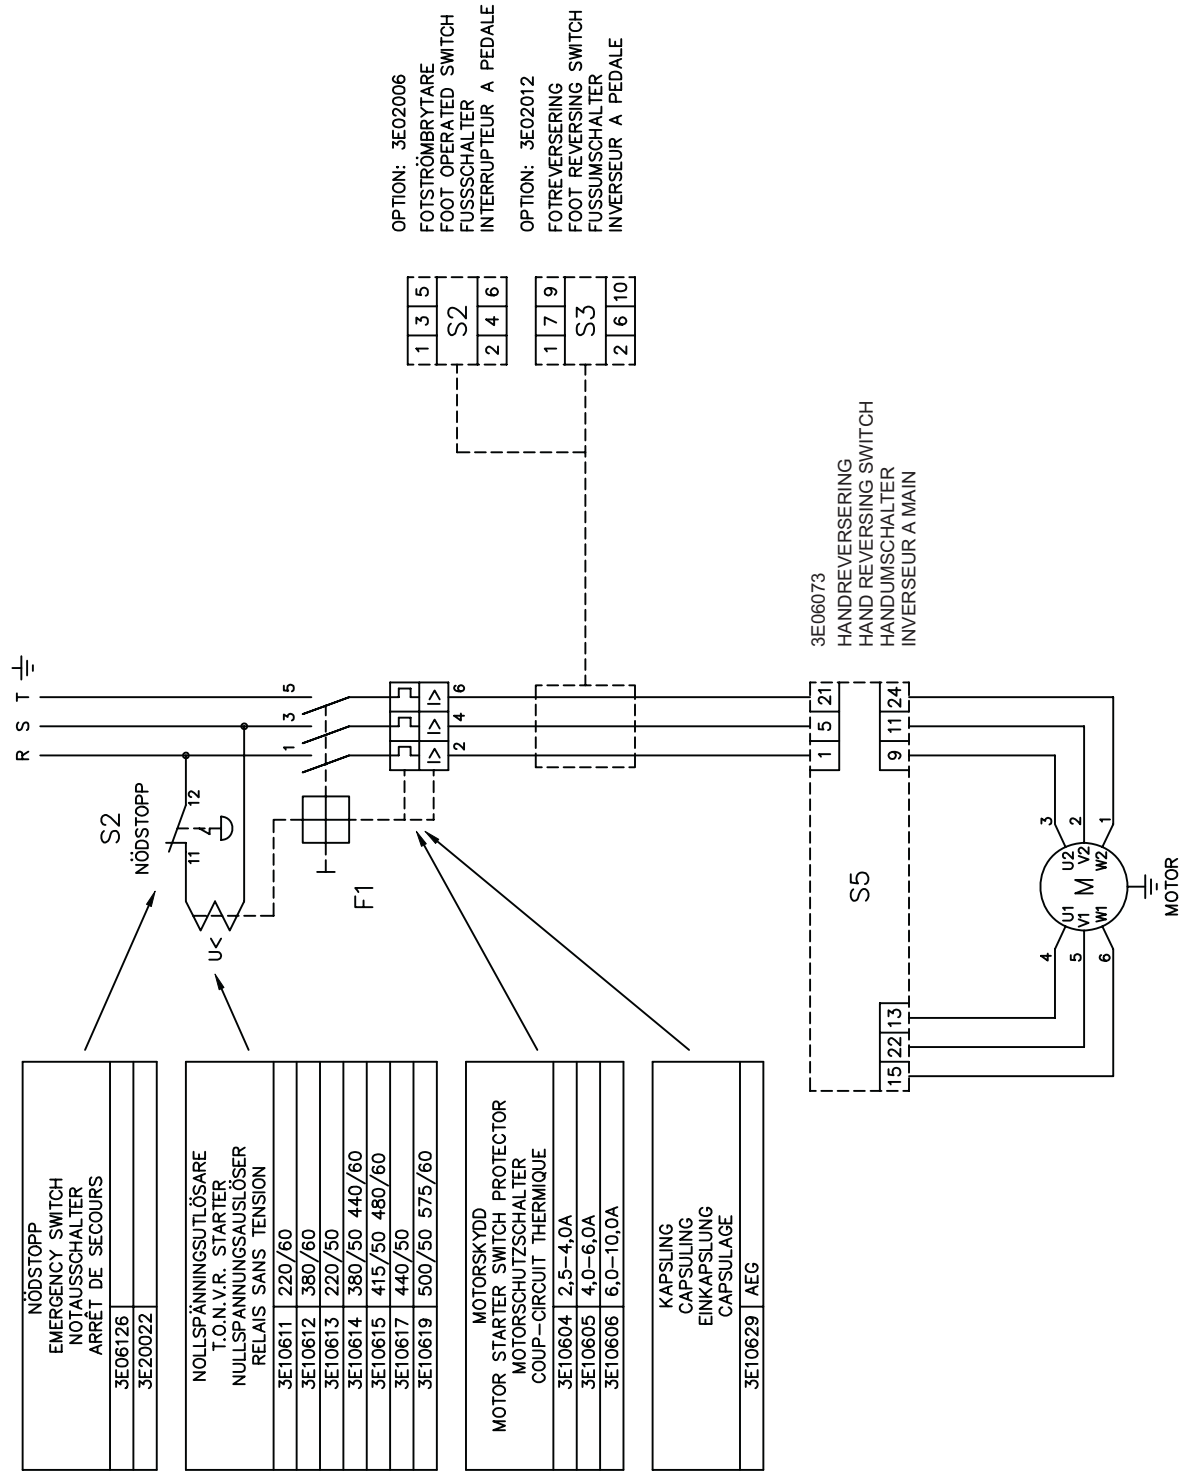 NÖDSTOPP
EMERGENCY SWITCH
NOTAUSSCHALTER
ARRÊT DE SECOURS
3E06126
3E20022
NOLLSPÄNNINGSUTLÖSARE
T.O.N.V.R. STARTER
NULLSPANNUNGSAUSLÖSER
RELAIS SANS TENSION
3E10611 220/60
3E10612 380/60
3E10613 220/50
3E10614 380/50 440/60
3E10615 415/50 480/60
3E10617 440/50
3E10619 500/50 575/60
MOTORSKYDD
MOTOR STARTER SWITCH PROTECTOR
MOTORSCHUTZSCHALTER
COUP-CIRCUIT THERMIQUE
3E10604 2,5-4,0A
3E10605 4,0-6,0A
3E10606 6,0-10,0A
KAPSLING
CAPSULING
EINKAPSLUNG
CAPSULAGE
3E10629 AEG
S2
NÖDSTOPP
11 12
U<
R S T
1 3 5
F1
I> I> I>
2 4 6
OPTION: 3E02006
FOTSTRÖMBRYTARE
FOOT OPERATED SWITCH
FUSSSCHALTER
INTERRUPTEUR A PEDALE
1 3 5
S2
2 4 6
OPTION: 3E02012
FOTREVERSERING
FOOT REVERSING SWITCH
FUSSUMSCHALTER
INVERSEUR A PEDALE
1 7 9
S3
2 6 10
3E06073
HANDREVERSERING
HAND REVERSING SWITCH
HANDUMSCHALTER
INVERSEUR A MAIN
1 5 21
S5
15 22 13
9 11 24
4 5 6
3 2 1
U1 U2
V1 M V2
W1 W2
MOTOR